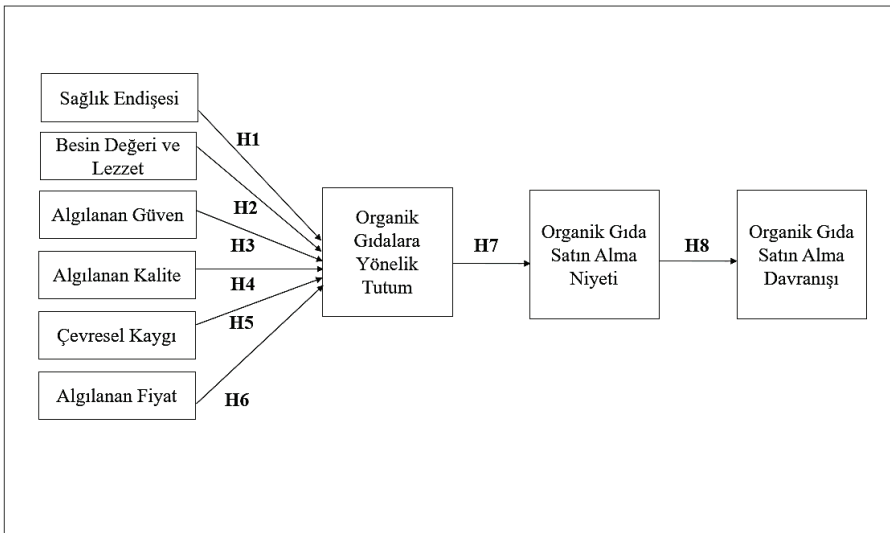 Sağlık Endişesi
H1
Besin Değeri ve
Lezzet
H2
Algılanan Güven
H3
Algılanan Kalite
H4
Çevresel Kaygı
H5
Algılanan Fiyat
H6
Organik
Gıdalara
Yönelik
Tutum
H7
Organik Gıda
Satın Alma
Niyeti
H8
Organik Gıda
Satın Alma
Davranışı